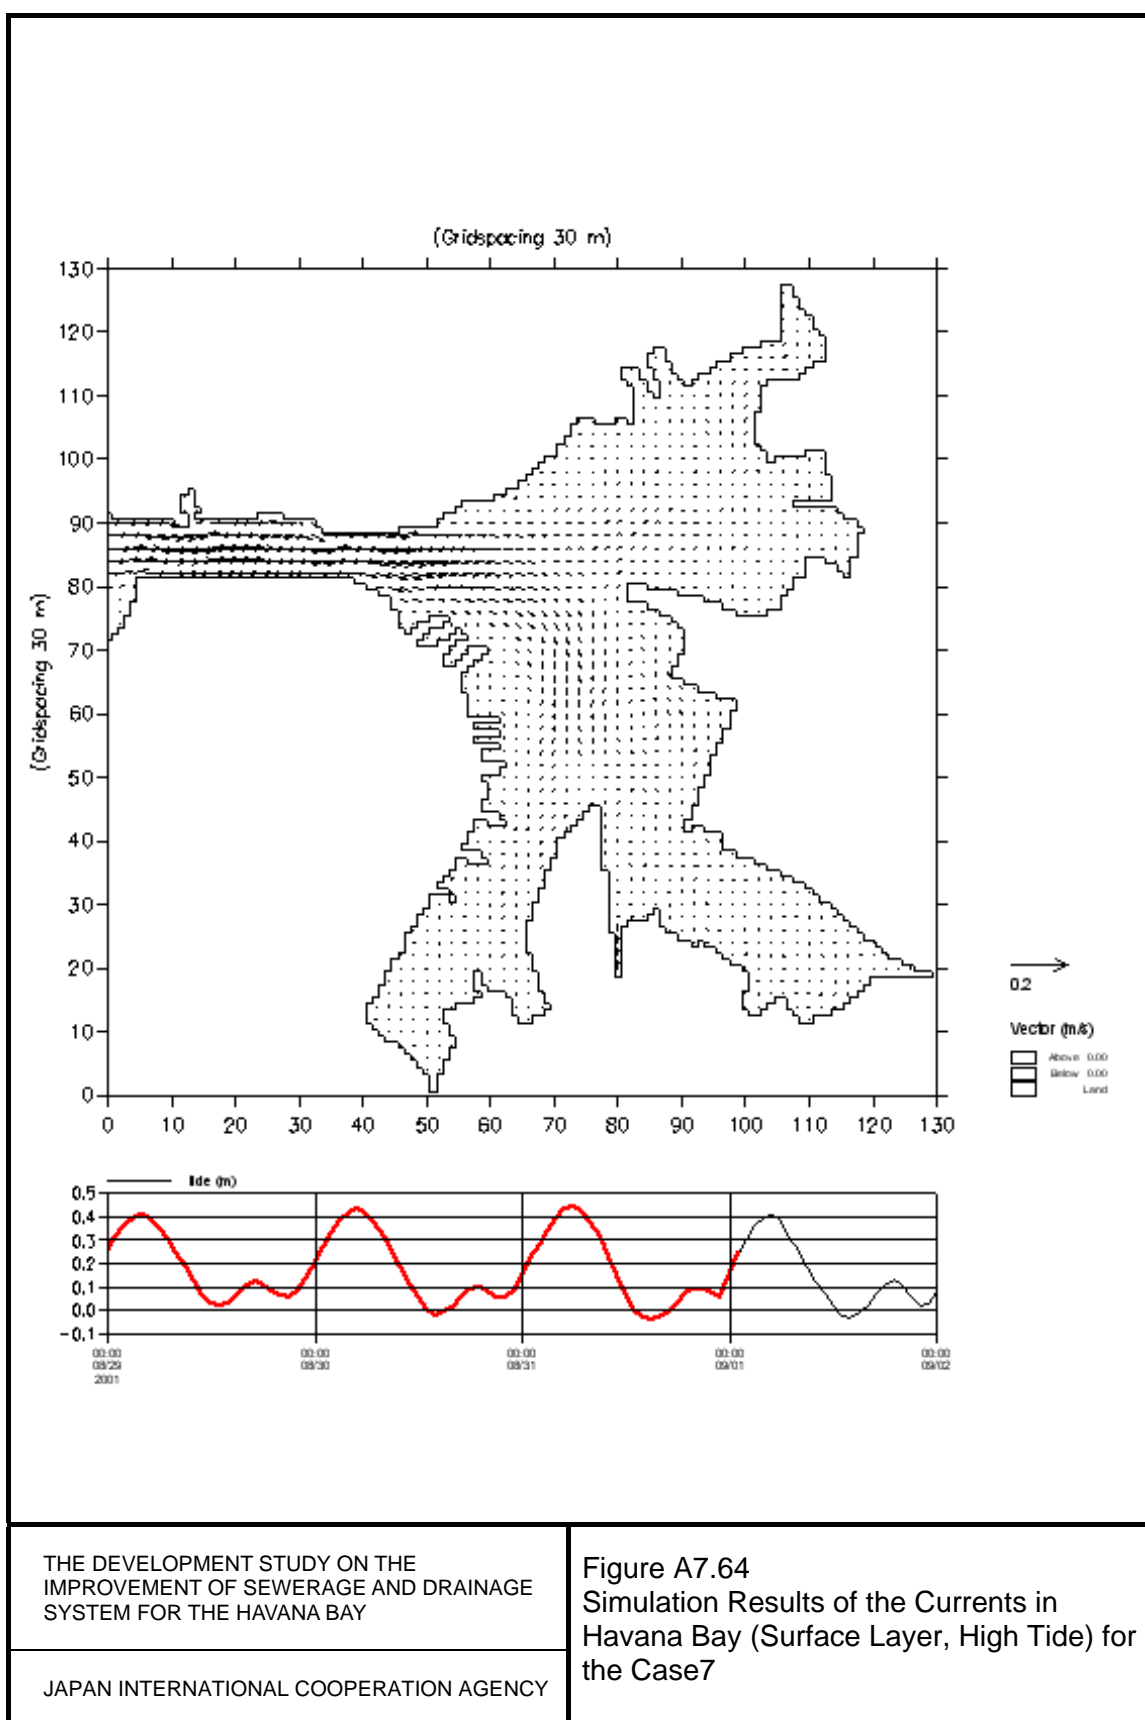 (Gridspacing 30 m)
130
120
110
100
90
80
70
60
50
40
30
20
10
0
(Gridspacing 30 m)
0 10 20 30 40 50 60 70 80 90 100 110 120 130
0.2
Vector (m/s)
Above 0.00
Below 0.00
Land
tide (m)
0.5
0.4
0.3
0.2
0.1
0.0
-0.1
00:00 00:00 00:00 00:00 00:00
08/29 08/30 08/31 09/01 09/02
2001
THE DEVELOPMENT STUDY ON THE
IMPROVEMENT OF SEWERAGE AND DRAINAGE
SYSTEM FOR THE HAVANA BAY
JAPAN INTERNATIONAL COOPERATION AGENCY
Figure A7.64
Simulation Results of the Currents in
Havana Bay (Surface Layer, High Tide) for
the Case7